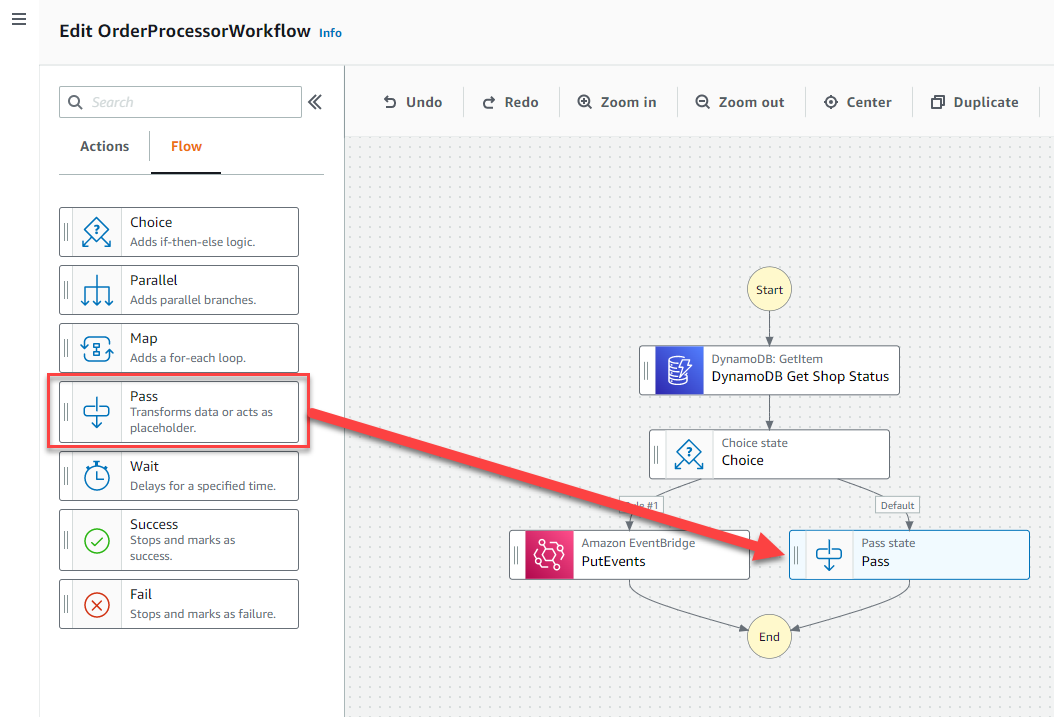 Edit OrderProcessorWorkflow Info
Search
Undo
Redo
Zoom in
Zoom out
Center
Duplicate
Actions
Flow
Choice
Adds if-then-else logic.
Parallel
Adds parallel branches.
Map
Adds a for-each loop.
Pass
Transforms data or acts as
placeholder.
Wait
Delays for a specified time.
Success
Stops and marks as
success.
Fail
Stops and marks as failure.
Start
DynamoDB: GetItem
DynamoDB Get Shop Status
Choice state
Choice
#1
Default
Amazon EventBridge
PutEvents
Pass state
Pass
End